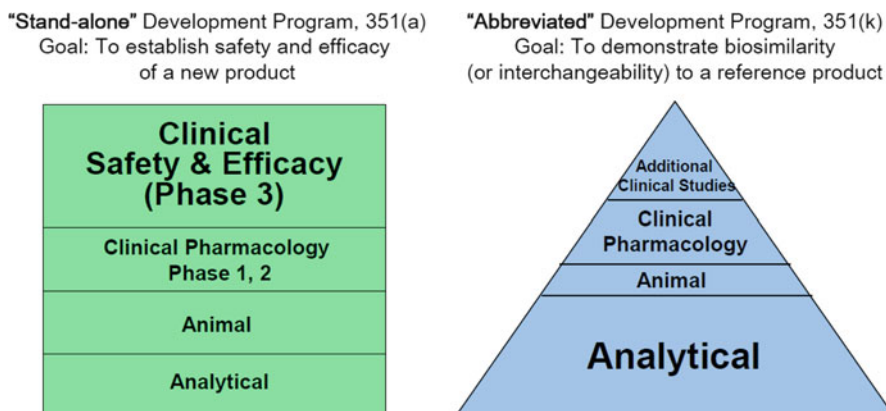 “Stand-alone” Development Program, 351(a)
Goal: To establish safety and efficacy
of a new product
Clinical
Safety & Efficacy
(Phase 3)
Clinical Pharmacology
Phase 1, 2
Animal
Analytical
“Abbreviated” Development Program, 351(k)
Goal: To demonstrate biosimilarity
(or interchangeability) to a reference product
Additional
Clinical Studies
Clinical
Pharmacology
Animal
Analytical